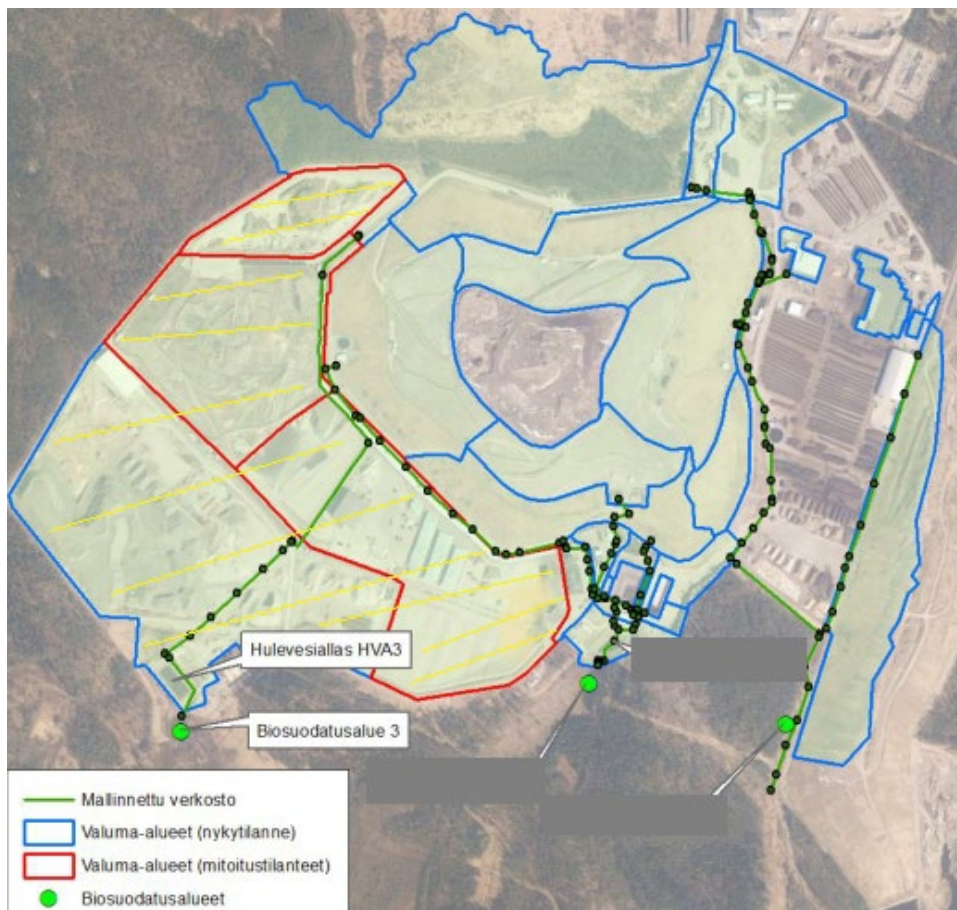 Hulevesiallas HVA3
Biosuodatusalue 3
Mallinnettu verkosto
Valuma-alueet (nykytilanne)
Valuma-alueet (mitoitustilanteet)
Biosuodatusalueet